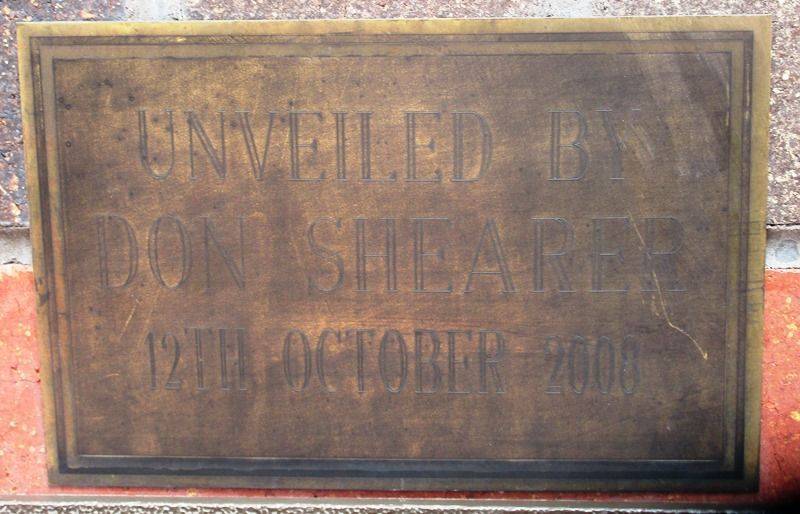 UNVEILED BY
DON SHEARER
12TH OCTOBER 2008